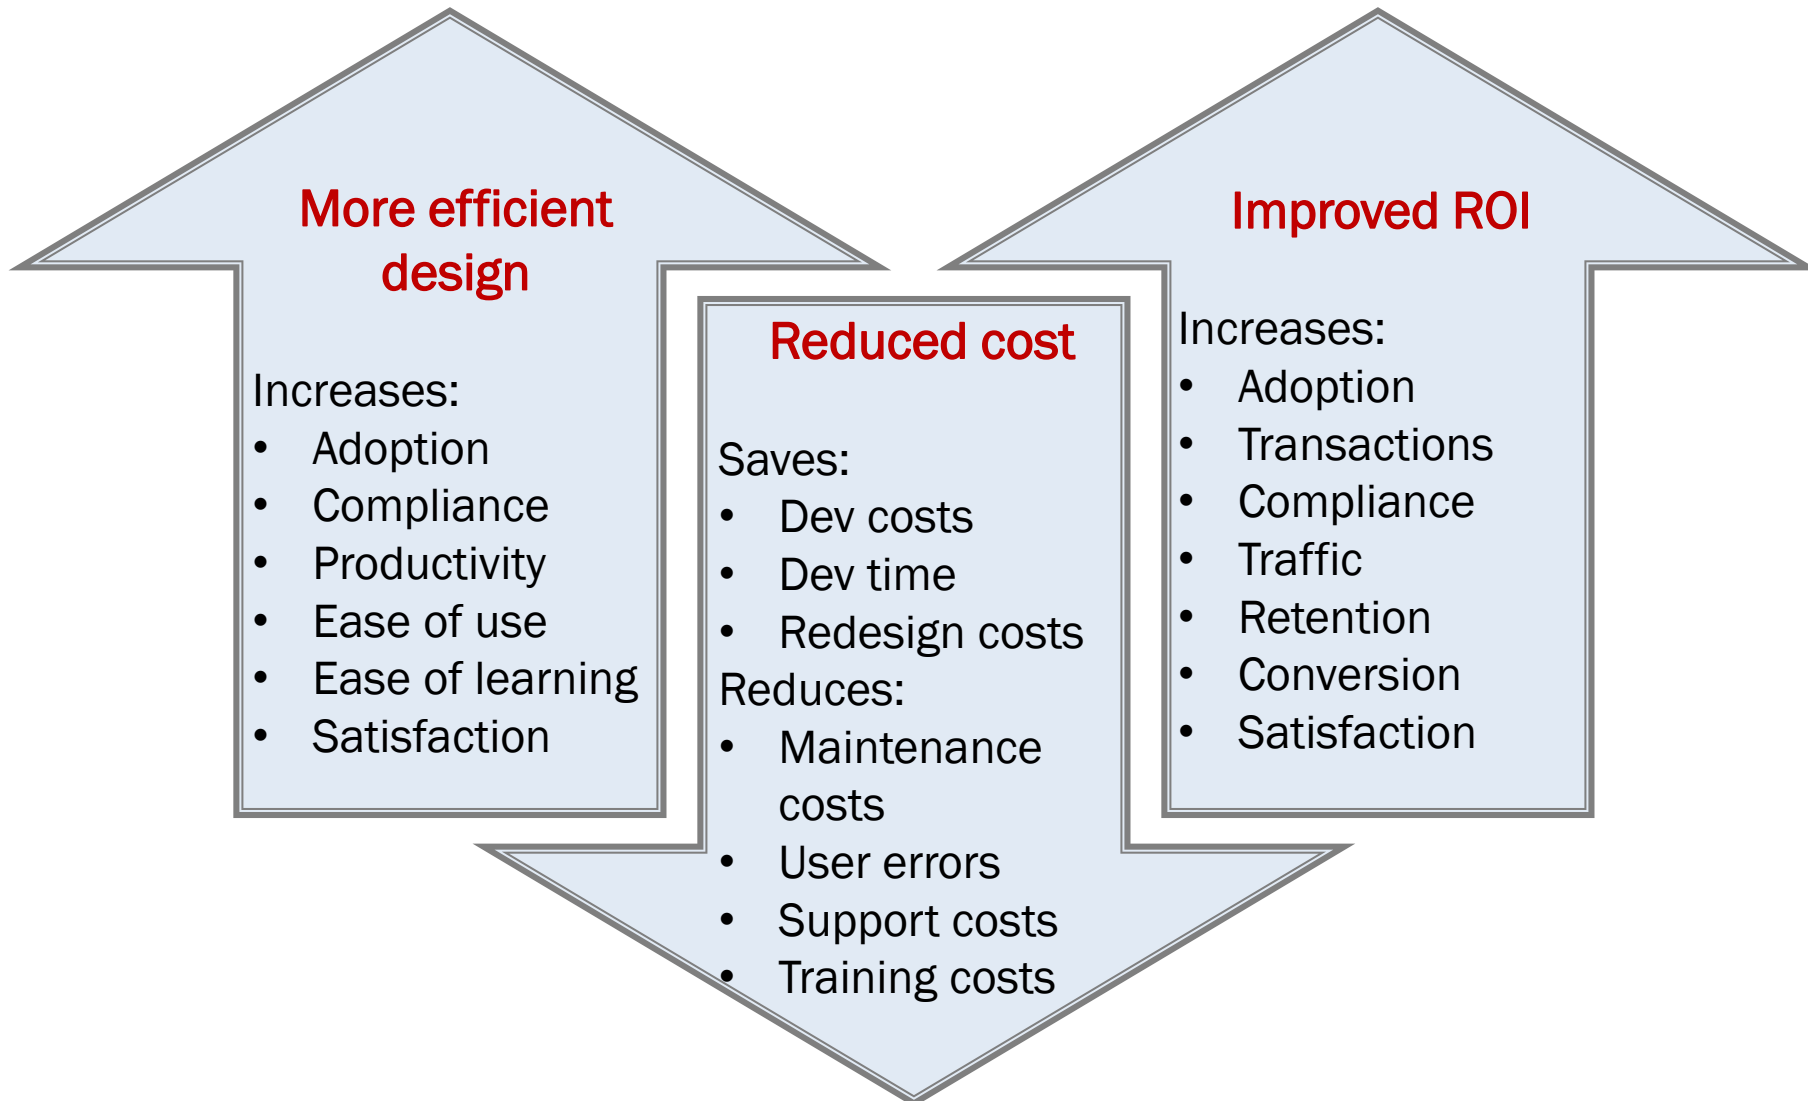 More efficient
design
Increases:
• Adoption
• Compliance
• Productivity
• Ease of use
• Ease of learning
• Satisfaction
Reduced cost
Saves:
• Dev costs
• Dev time
• Redesign costs
Reduces:
• Maintenance
costs
• User errors
• Support costs
• Training costs
Improved ROI
Increases:
• Adoption
• Transactions
• Compliance
• Traffic
• Retention
• Conversion
• Satisfaction